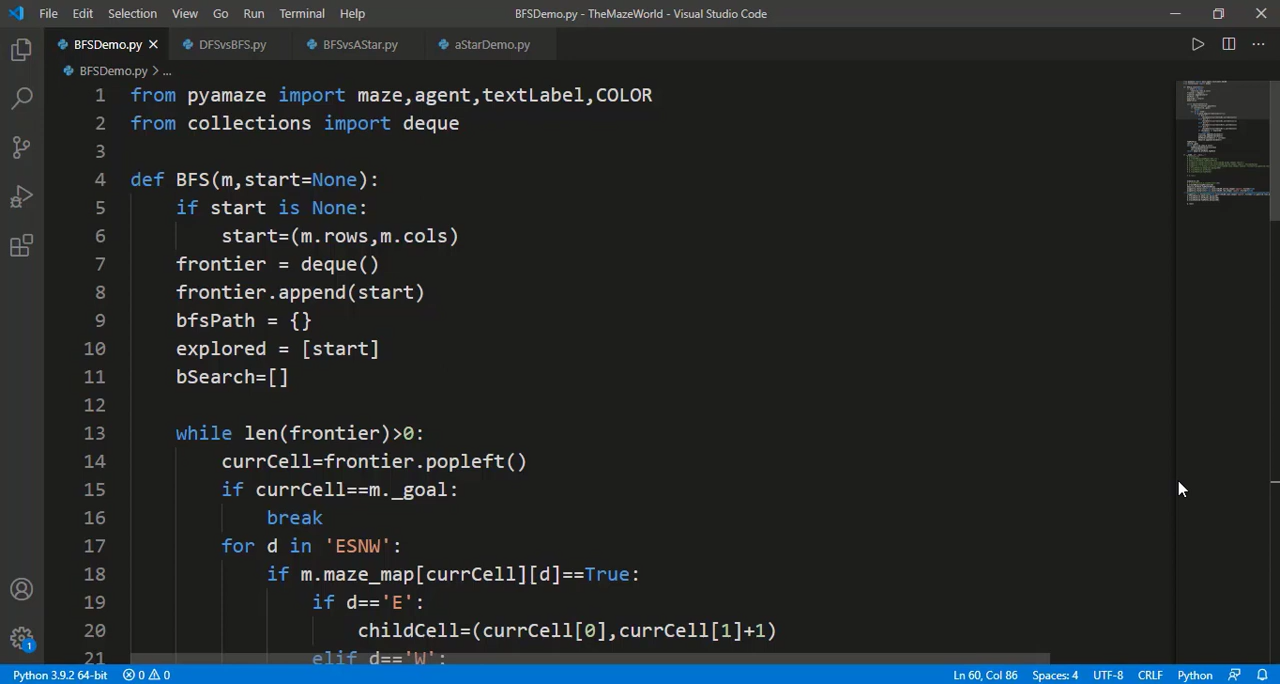 File Edit Selection View Go Run Terminal Help BFSDemo.py - TheMazeWorld - Visual Studio Code
BFSDemo.py DFSvsBFS.py BFSvsAStar.py aStarDemo.py
BFSDemo.py > ...
1 from pyamaze import maze,agent,textLabel,COLOR
2 from collections import deque
3
4 def BFS(m,start=None):
5 if start is None:
6 start=(m.rows,m.cols)
7 frontier = deque()
8 frontier.append(start)
9 bfsPath = {}
10 explored = [start]
11 bSearch=[]
12
13 while len(frontier)>0:
14 currCell=frontier.popleft()
15 if currCell==m._goal:
16 break
17 for d in 'ESNW':
18 if m.maze_map[currCell][d]==True:
19 if d=='E':
20 childCell=(currCell[0],currCell[1]+1)
21 elif d=='W':
1
Python 3.9.2 64-bit 0 0 Ln 60, Col 86 Spaces: 4 UTF-8 CRLF Python